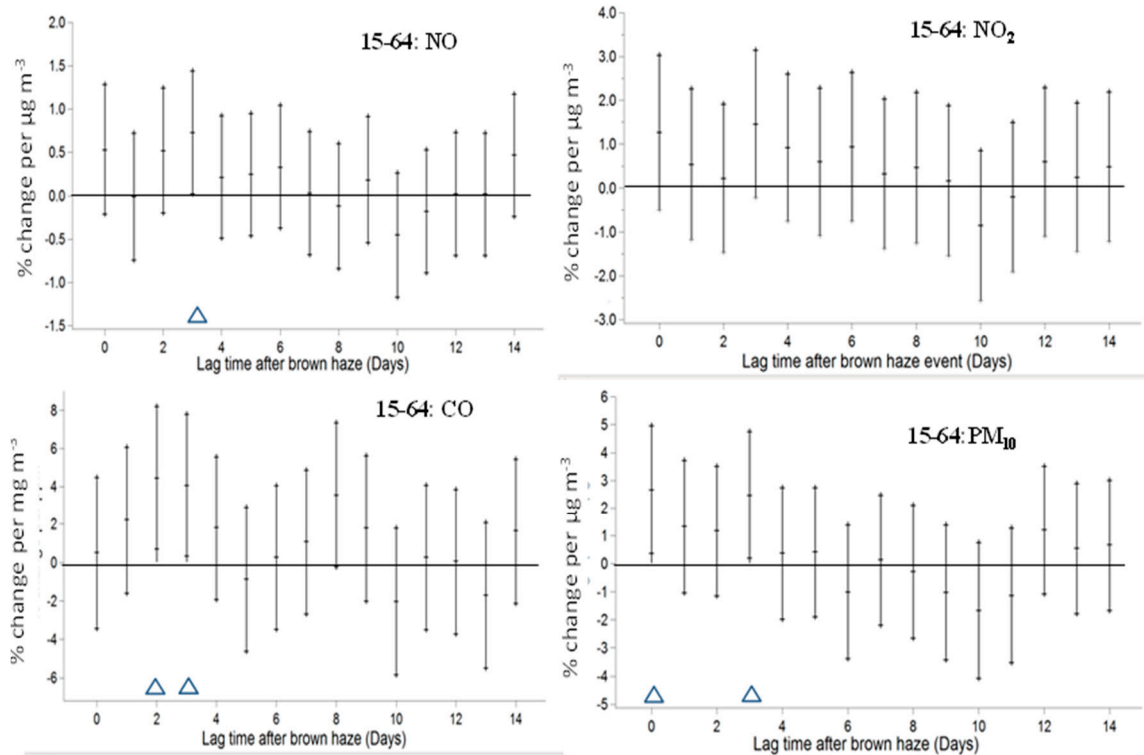 15-64: NO
% change per µg m⁻³
2.0
1.5
1.0
0.5
0.0
-0.5
-1.0
-1.5
0 2 4 6 8 10 12 14
Lag time after brown haze (Days)
15-64: NO₂
% change per µg m⁻³
4.0
3.0
2.0
1.0
0.0
-1.0
-2.0
-3.0
0 2 4 6 8 10 12 14
Lag time after brown haze event (Days)
15-64: CO
% change per mg m⁻³
8
6
4
2
0
-2
-4
-6
0 2 4 6 8 10 12 14
Lag time after brown haze (Days)
15-64: PM₁₀
% change per µg m⁻³
6
5
4
3
2
1
0
-1
-2
-3
-4
-5
0 2 4 6 8 10 12 14
Lag time after brown haze (Days)